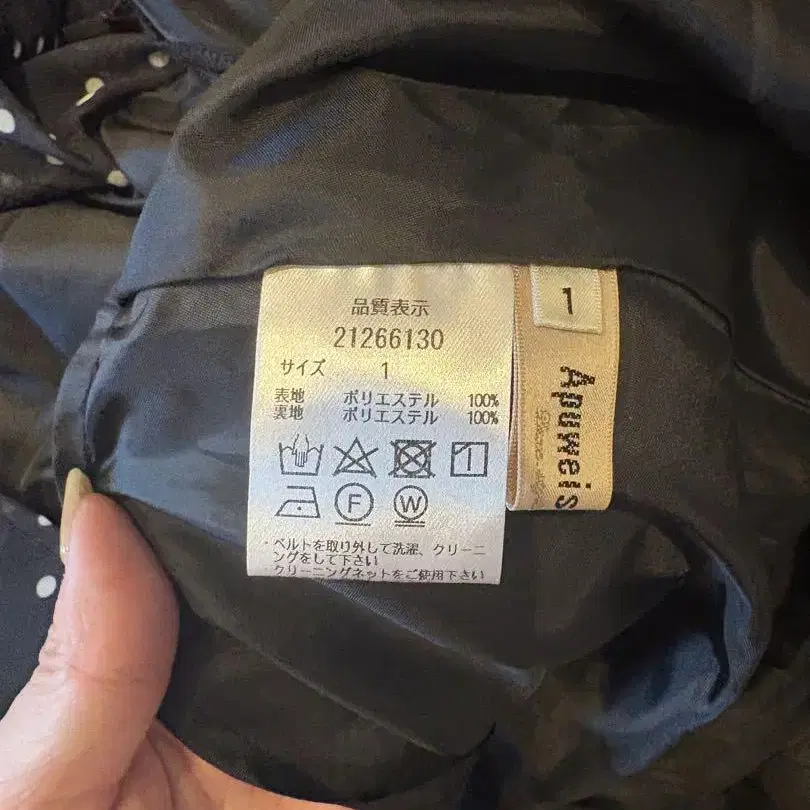 品質表示
21266130
サイズ 1
表地 ポリエステル 100%
裏地 ポリエステル 100%
F W
・ベルトを取り外して洗濯、クリーニ
ングをして下さい
クリーニングネットをご使用下さい
1
Apuweis